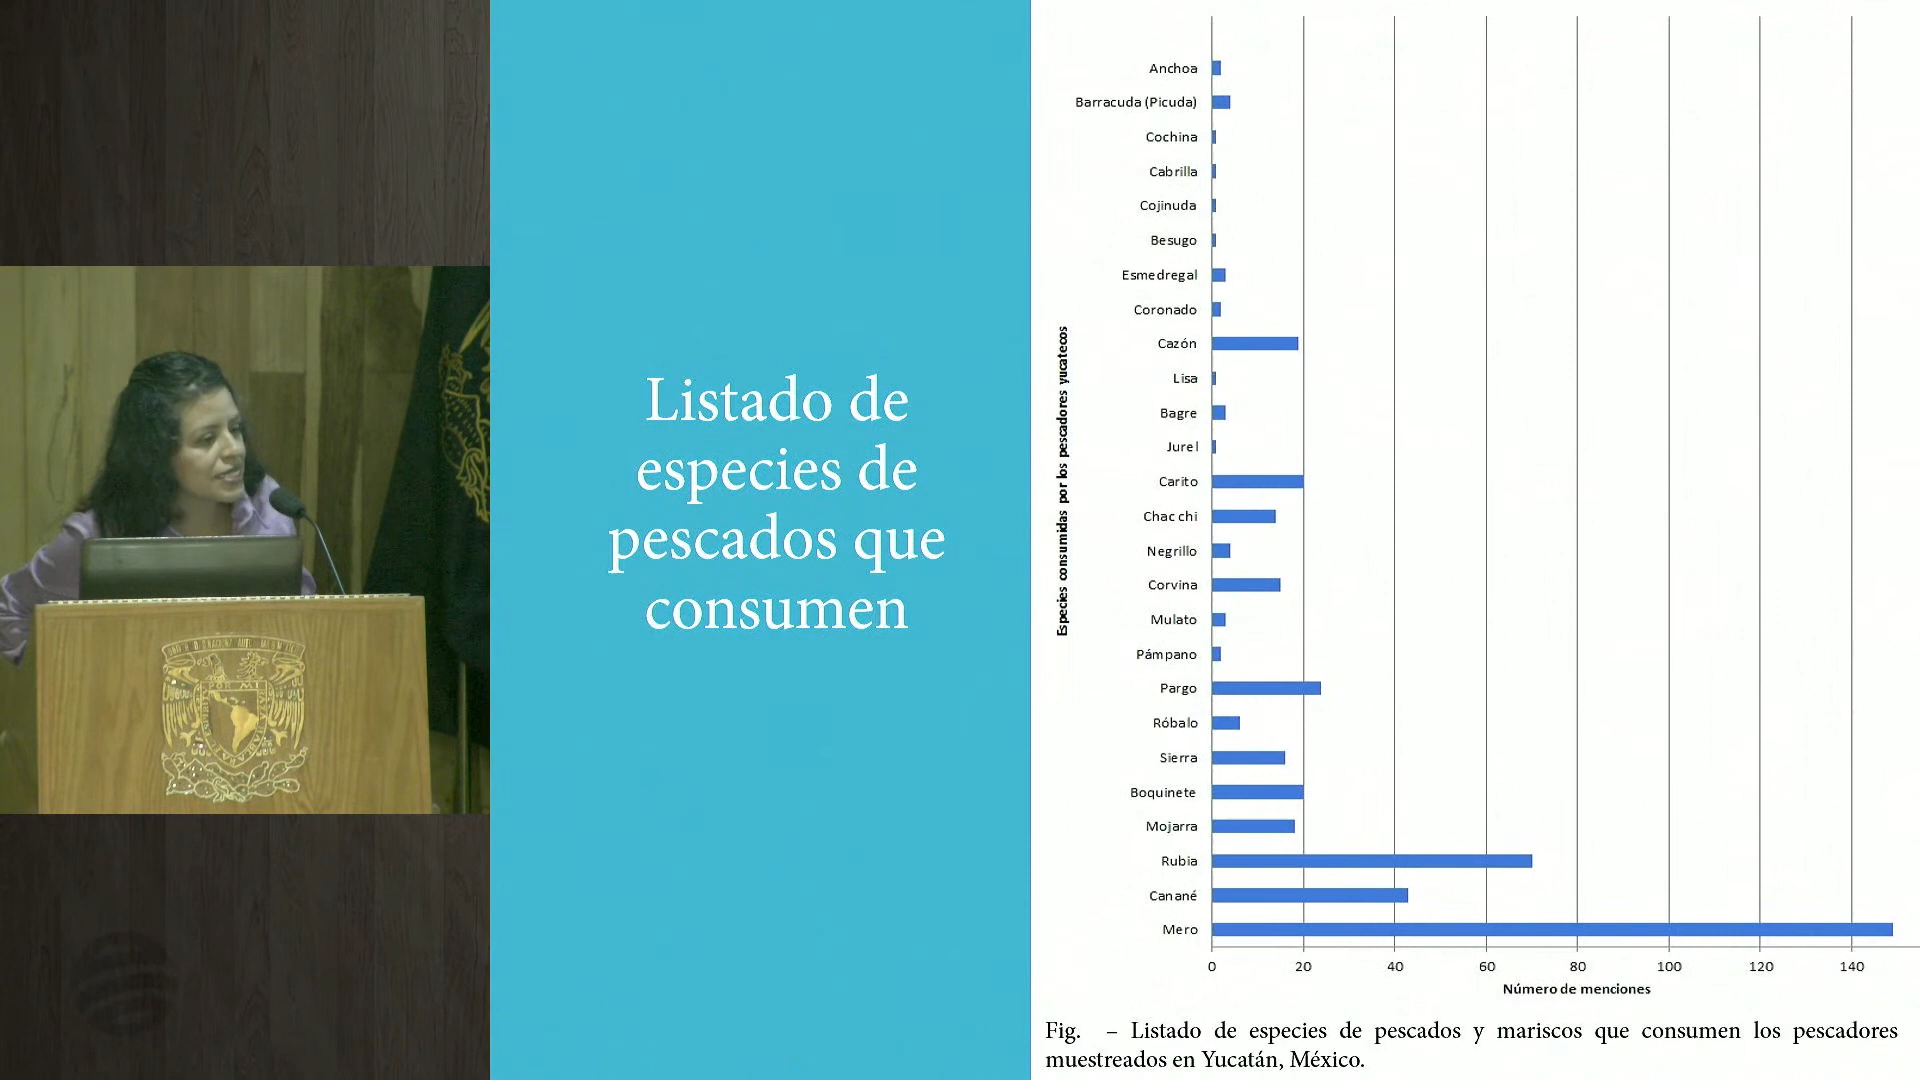 Listado de
especies de
pescados que
consumen
Especies consumidas por los pescadores yucatecos
Anchoa
Barracuda (Picuda)
Cochina
Cabrilla
Cojinuda
Besugo
Esmedregal
Coronado
Cazón
Lisa
Bagre
Jurel
Carito
Chac chi
Negrillo
Corvina
Mulato
Pámpano
Pargo
Róbalo
Sierra
Boquinete
Mojarra
Rubia
Canané
Mero
0 20 40 60 80 100 120 140
Número de menciones
Fig. – Listado de especies de pescados y mariscos que consumen los pescadores
muestreados en Yucatán, México.